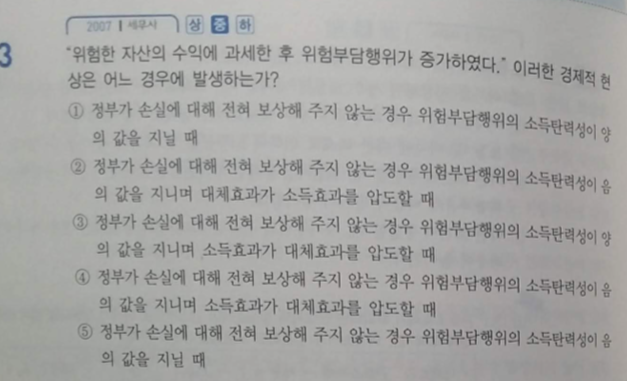 2007 | 세무사 상 중 하
3
“위험한 자산의 수익에 과세한 후 위험부담행위가 증가하였다.” 이러한 경제적 현
상은 어느 경우에 발생하는가?
① 정부가 손실에 대해 전혀 보상해 주지 않는 경우 위험부담행위의 소득탄력성이 양
의 값을 지닐 때
② 정부가 손실에 대해 전혀 보상해 주지 않는 경우 위험부담행위의 소득탄력성이 음
의 값을 지니며 대체효과가 소득효과를 압도할 때
③ 정부가 손실에 대해 전혀 보상해 주지 않는 경우 위험부담행위의 소득탄력성이 양
의 값을 지니며 소득효과가 대체효과를 압도할 때
④ 정부가 손실에 대해 전혀 보상해 주지 않는 경우 위험부담행위의 소득탄력성이 음
의 값을 지니며 소득효과가 대체효과를 압도할 때
⑤ 정부가 손실에 대해 전혀 보상해 주지 않는 경우 위험부담행위의 소득탄력성이 음
의 값을 지닐 때